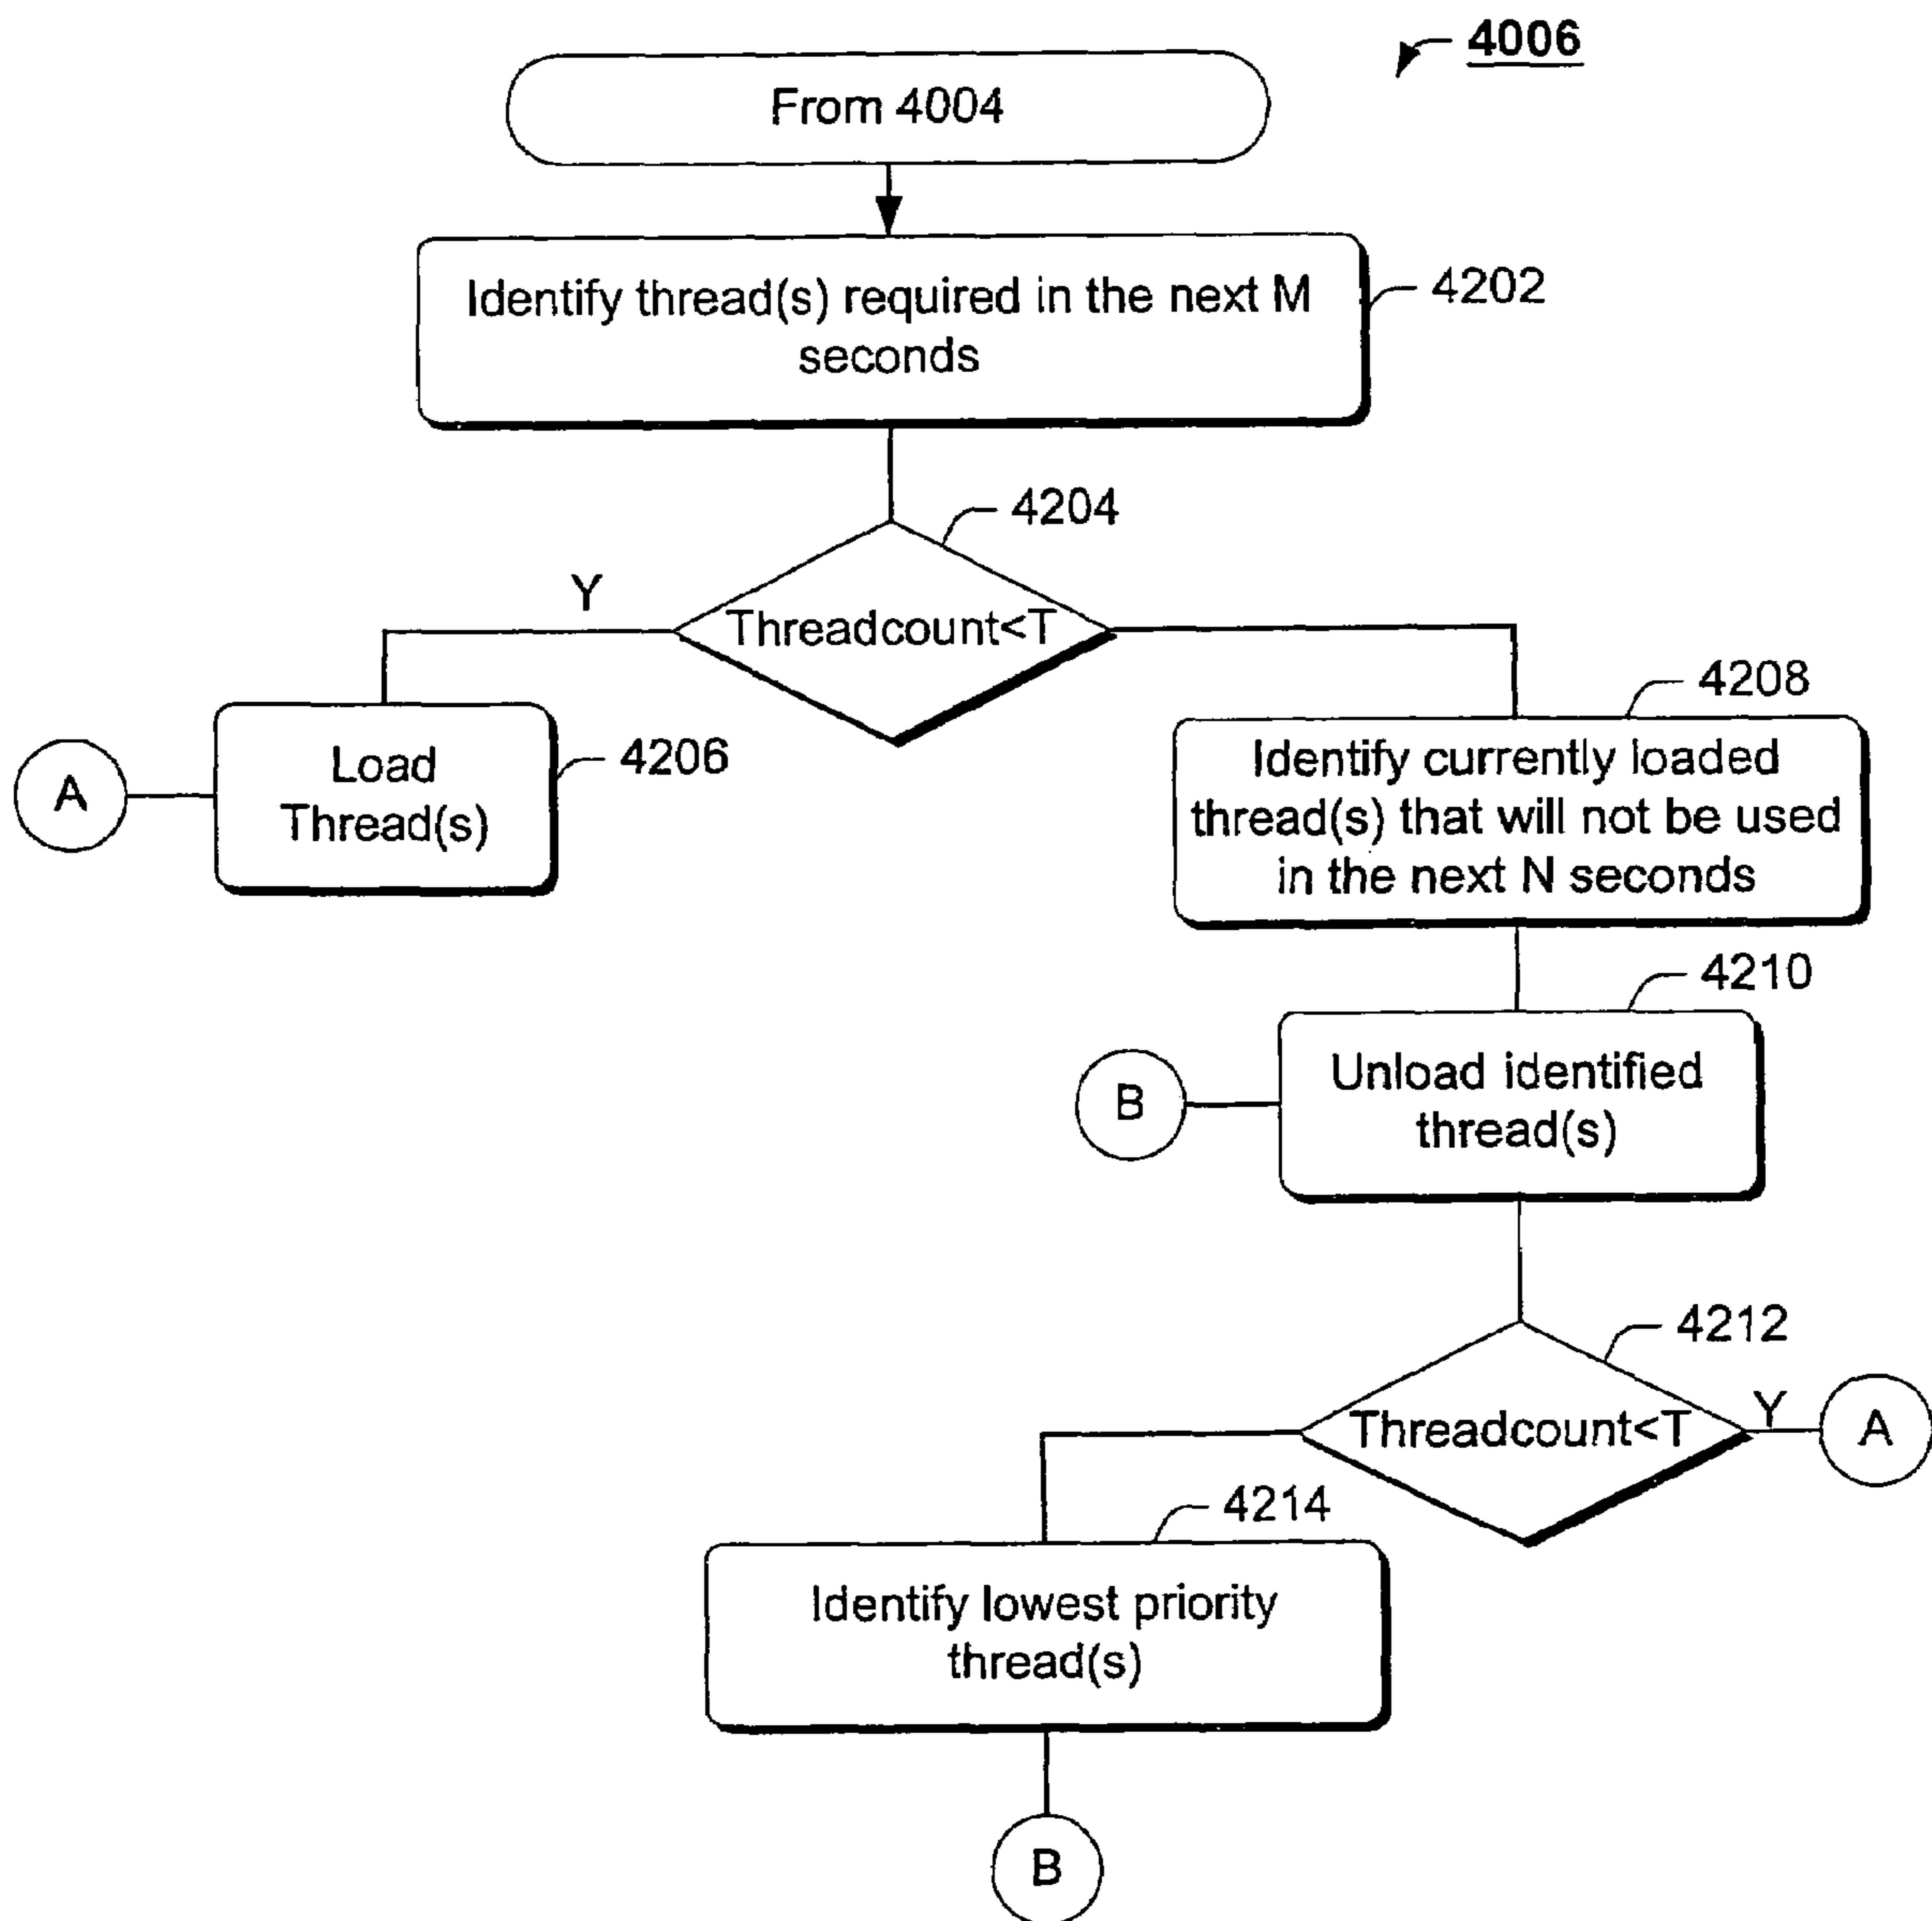 4006
From 4004
Identify thread(s) required in the next M
seconds
4202
4204
Y
Threadcount<T
A
Load
Thread(s)
4206
4208
Identify currently loaded
thread(s) that will not be used
in the next N seconds
4210
B
Unload identified
thread(s)
4212
Threadcount<T
Y
A
4214
Identify lowest priority
thread(s)
B